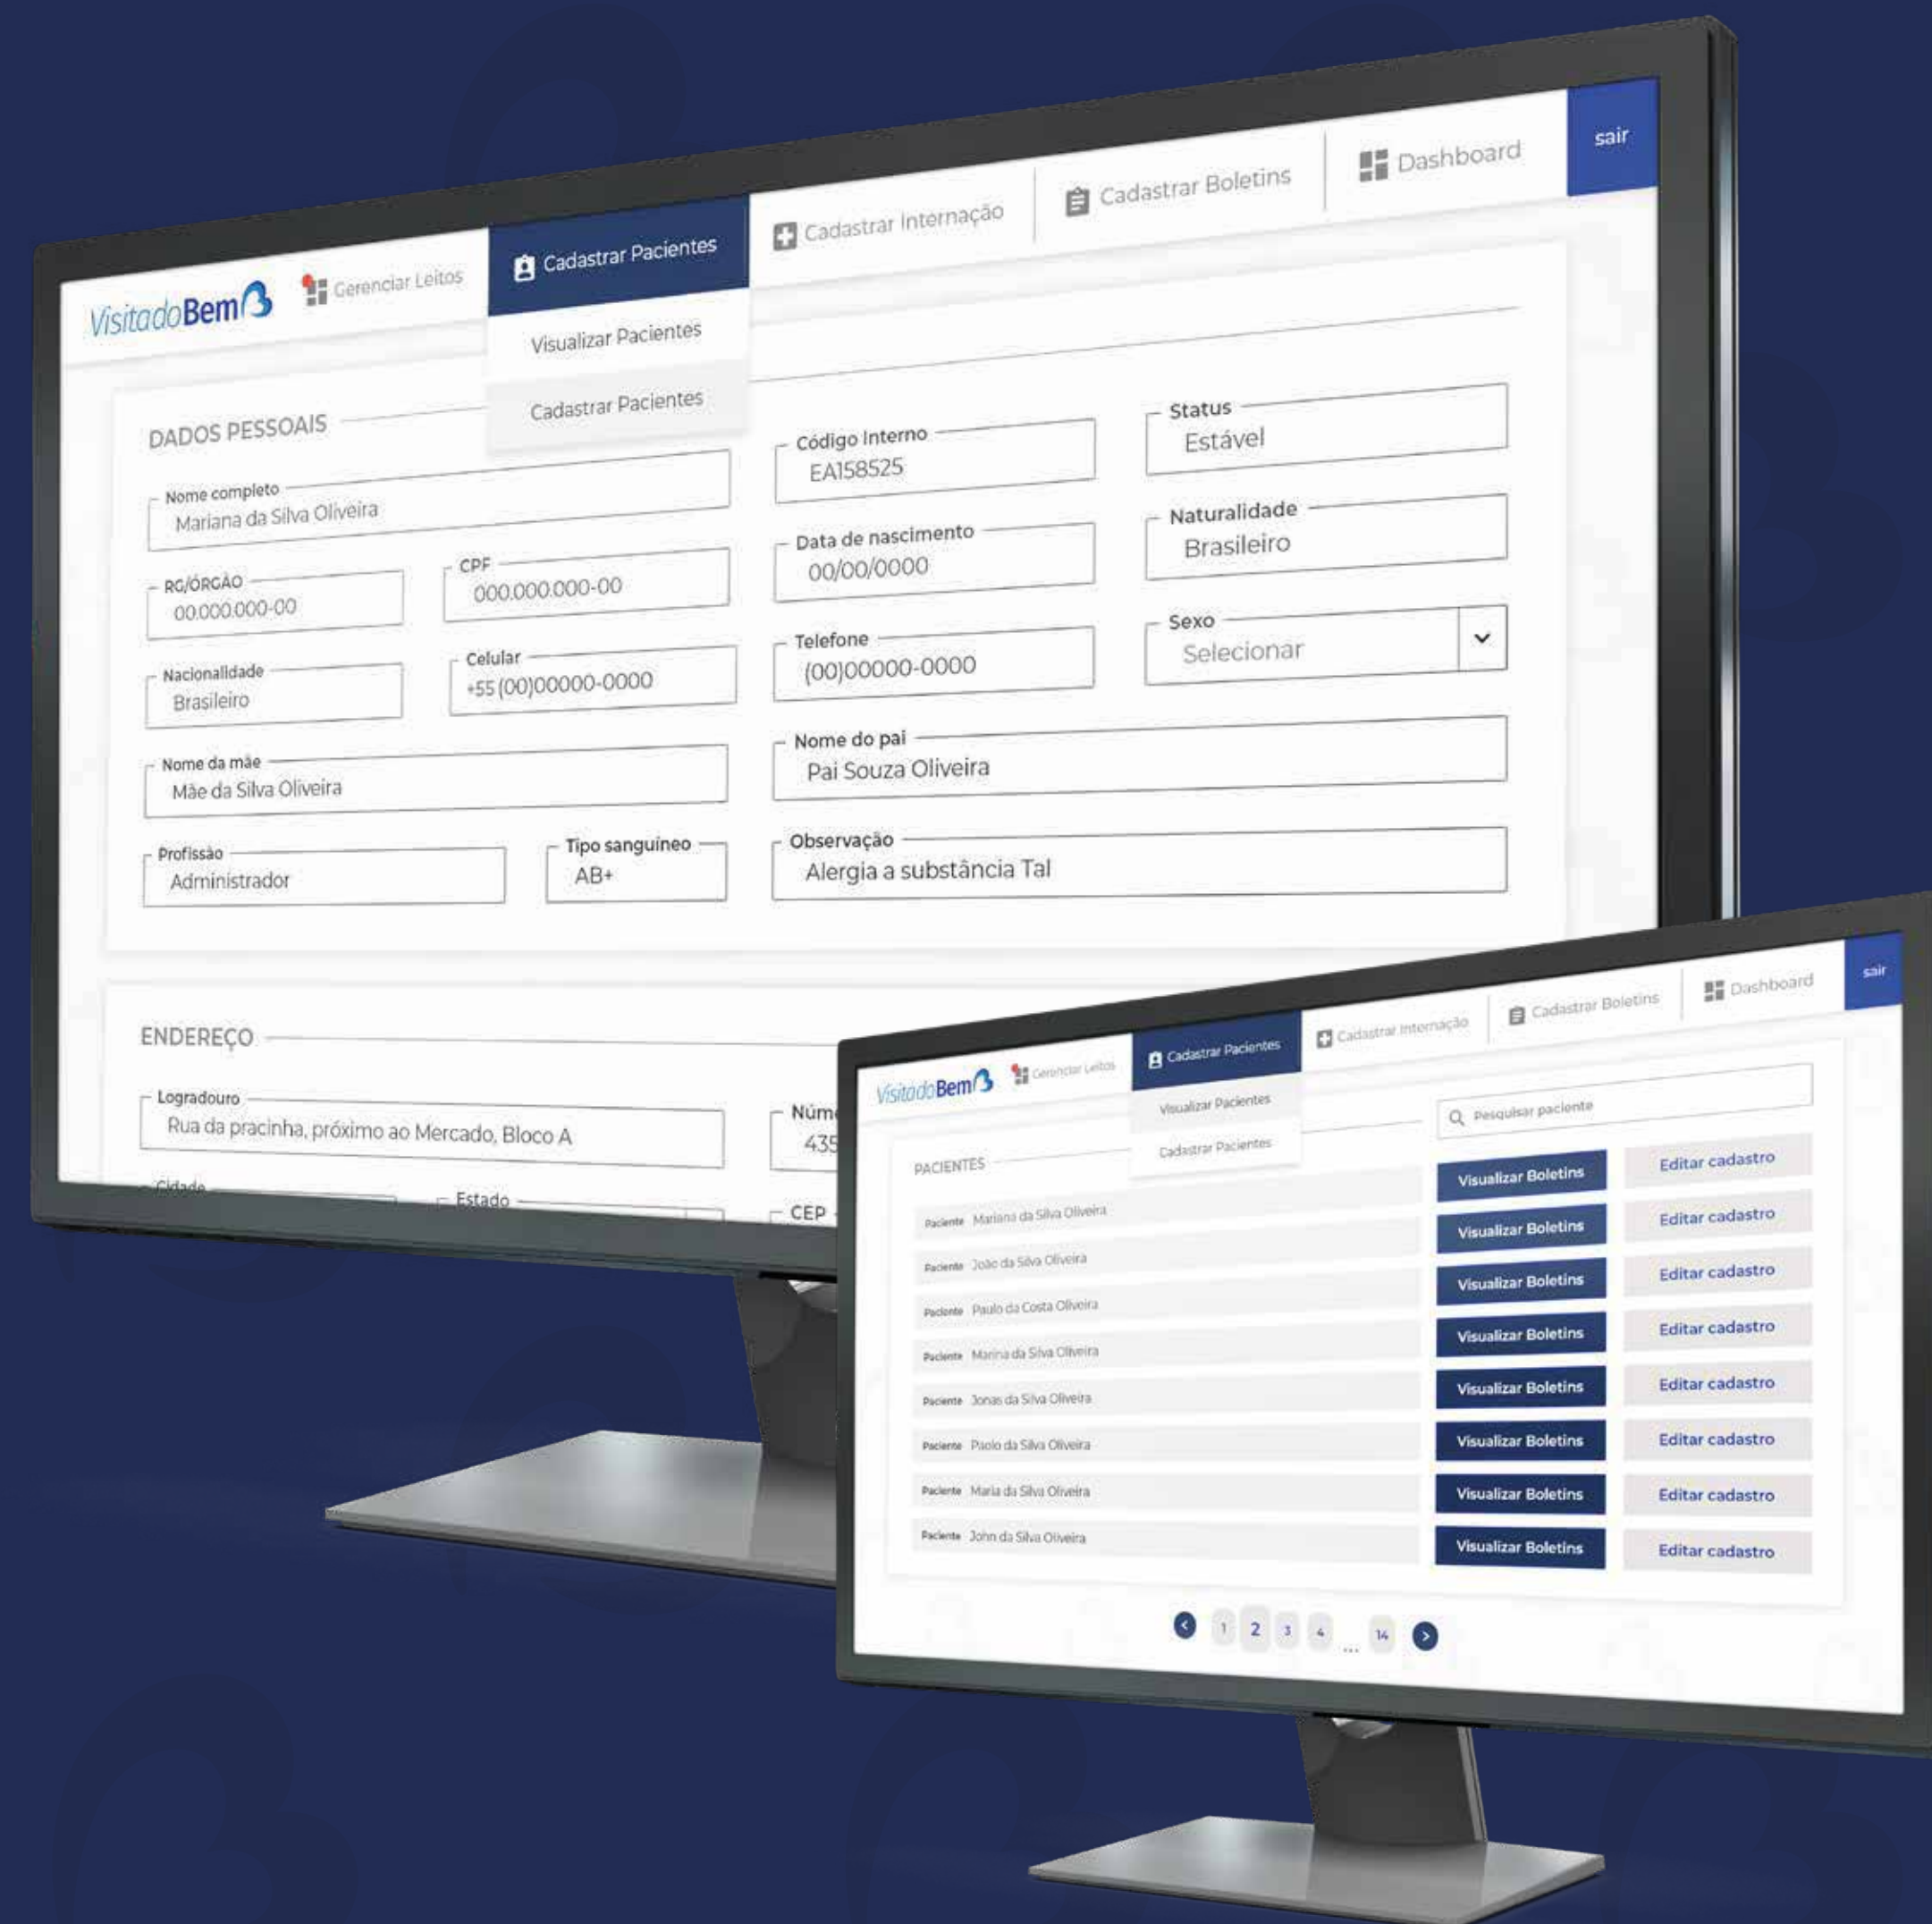 VisitadoBem
Gerenciar Leitos
Cadastrar Pacientes
Cadastrar Internação
Cadastrar Boletins
Dashboard
sair
Visualizar Pacientes
Cadastrar Pacientes
DADOS PESSOAIS
Nome completo
Mariana da Silva Oliveira
Código Interno
EA158525
Status
Estável
RG/ÓRGÃO
00.000.000-00
CPF
000.000.000-00
Data de nascimento
00/00/0000
Naturalidade
Brasileiro
Nacionalidade
Brasileiro
Celular
+55 (00)00000-0000
Telefone
(00)00000-0000
Sexo
Selecionar
Nome da mãe
Mãe da Silva Oliveira
Nome do pai
Pai Souza Oliveira
Profissão
Administrador
Tipo sanguíneo
AB+
Observação
Alergia a substância Tal
ENDEREÇO
Logradouro
Rua da pracinha, próximo ao Mercado, Bloco A
Núm
435
Cidade
Estado
CEP
VisitadoBem
Gerenciar Leitos
Cadastrar Pacientes
Cadastrar Internação
Cadastrar Boletins
Dashboard
sair
Visualizar Pacientes
Cadastrar Pacientes
Pesquisar paciente
PACIENTES
Paciente Mariana da Silva Oliveira Visualizar Boletins Editar cadastro
Paciente João da Silva Oliveira Visualizar Boletins Editar cadastro
Paciente Paulo da Costa Oliveira Visualizar Boletins Editar cadastro
Paciente Marina da Silva Oliveira Visualizar Boletins Editar cadastro
Paciente Jonas da Silva Oliveira Visualizar Boletins Editar cadastro
Paciente Paolo da Silva Oliveira Visualizar Boletins Editar cadastro
Paciente Maria da Silva Oliveira Visualizar Boletins Editar cadastro
Paciente John da Silva Oliveira Visualizar Boletins Editar cadastro
< 1 2 3 4 ... 14 >